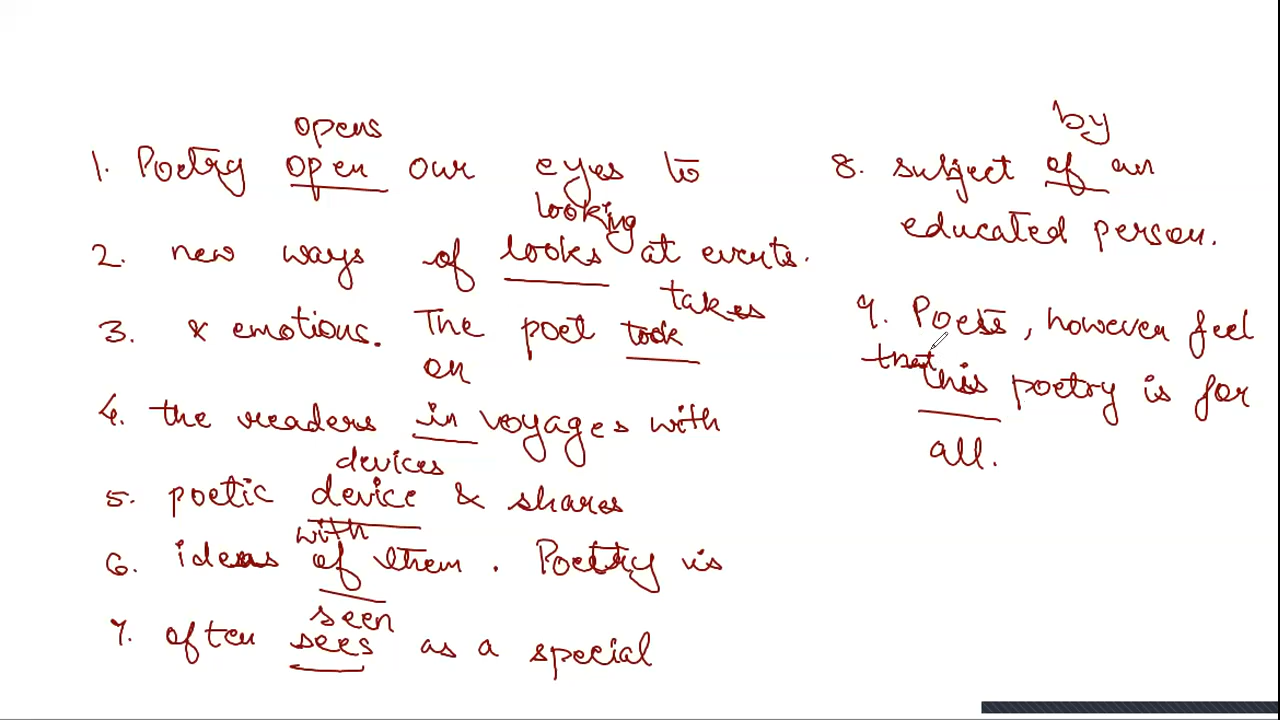 opens
1. Poetry open our eyes to
looking
2. new ways of looks at events.
takes
3. & emotions. The poet took
on
4. the readers in voyages with
devices
5. poetic device & shares
with
6. ideas of them. Poetry is
seen
7. often sees as a special
by
8. subject of an
educated person.
9. Poets, however feel
that
this poetry is for
all.